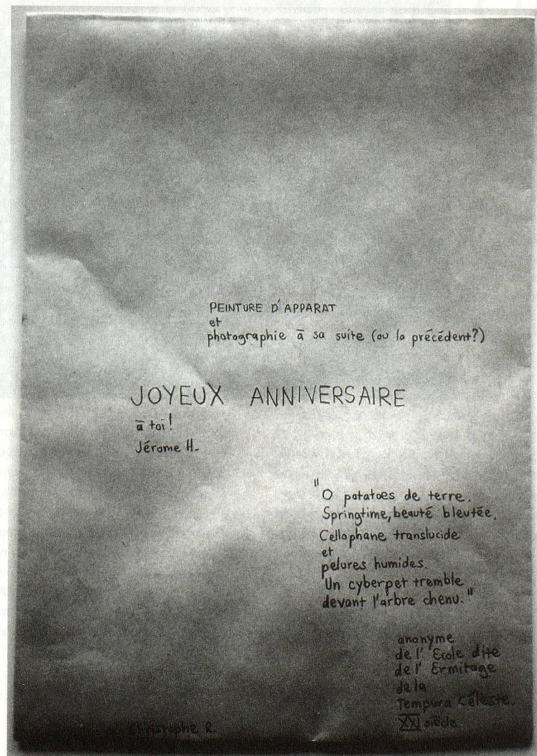 PEINTURE D'APPARAT
et
photographie à sa suite (ou la précédent?)
JOYEUX ANNIVERSAIRE
à toi!
Jérome H.
"O patatoes de terre.
Springtime, beauté bleutée.
Cellophane translucide
et
pelures humides.
Un cyberpet tremble
devant l'arbre chenu."
anonyme
de l'Ecole dite
de l'Ermitage
de la
Tempura Céleste.
XXI siècle.
Christophe R.